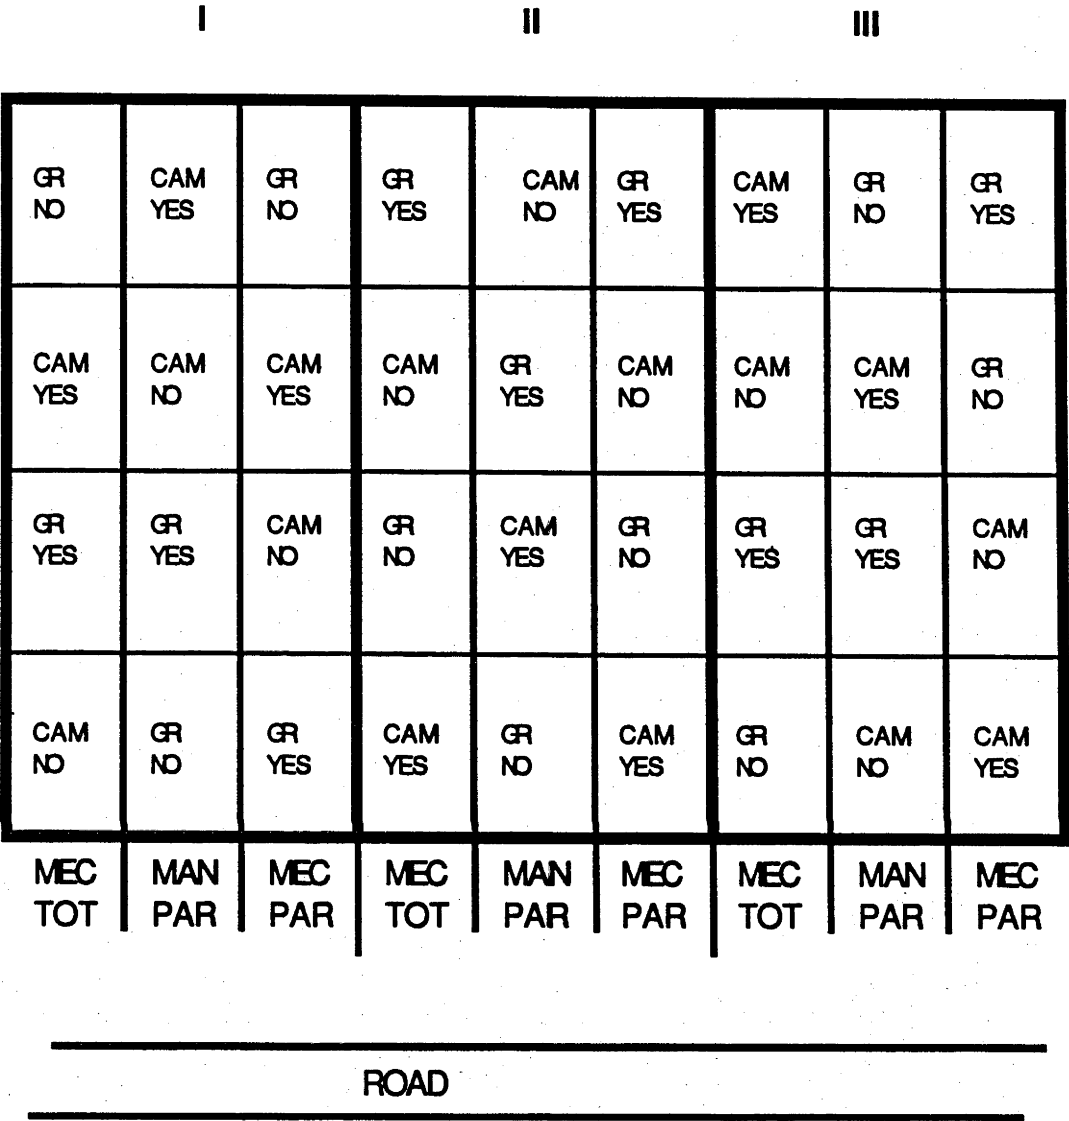 I II III
GR CAM GR GR CAM GR CAM GR GR
NO YES NO YES NO YES YES NO YES
CAM CAM CAM CAM GR CAM CAM CAM GR
YES NO YES NO YES NO NO YES NO
GR GR CAM GR CAM GR GR GR CAM
YES YES NO NO YES NO YES YES NO
CAM GR GR CAM GR CAM GR CAM CAM
NO NO YES YES NO YES NO NO YES
MEC MAN MEC MEC MAN MEC MEC MAN MEC
TOT PAR PAR TOT PAR PAR TOT PAR PAR
ROAD